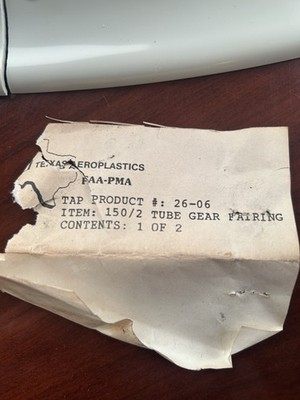 TEXAS AEROPLASTICS
FAA-PMA
TAP PRODUCT #: 26-06
ITEM: 150/2 TUBE GEAR FAIRING
CONTENTS: 1 OF 2